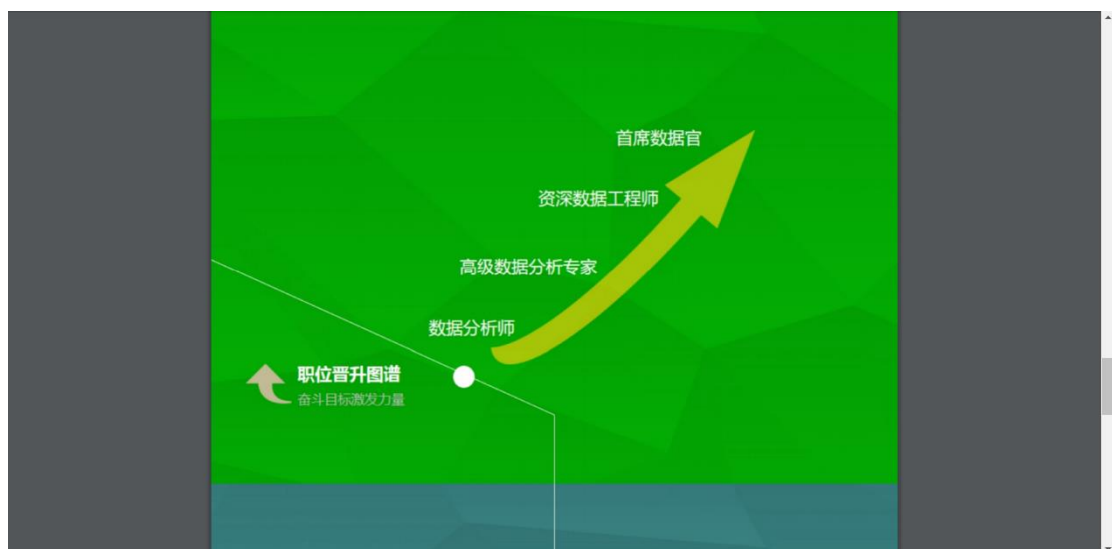 首席数据官
资深数据工程师
高级数据分析专家
数据分析师
职位晋升图谱
奋斗目标激发力量